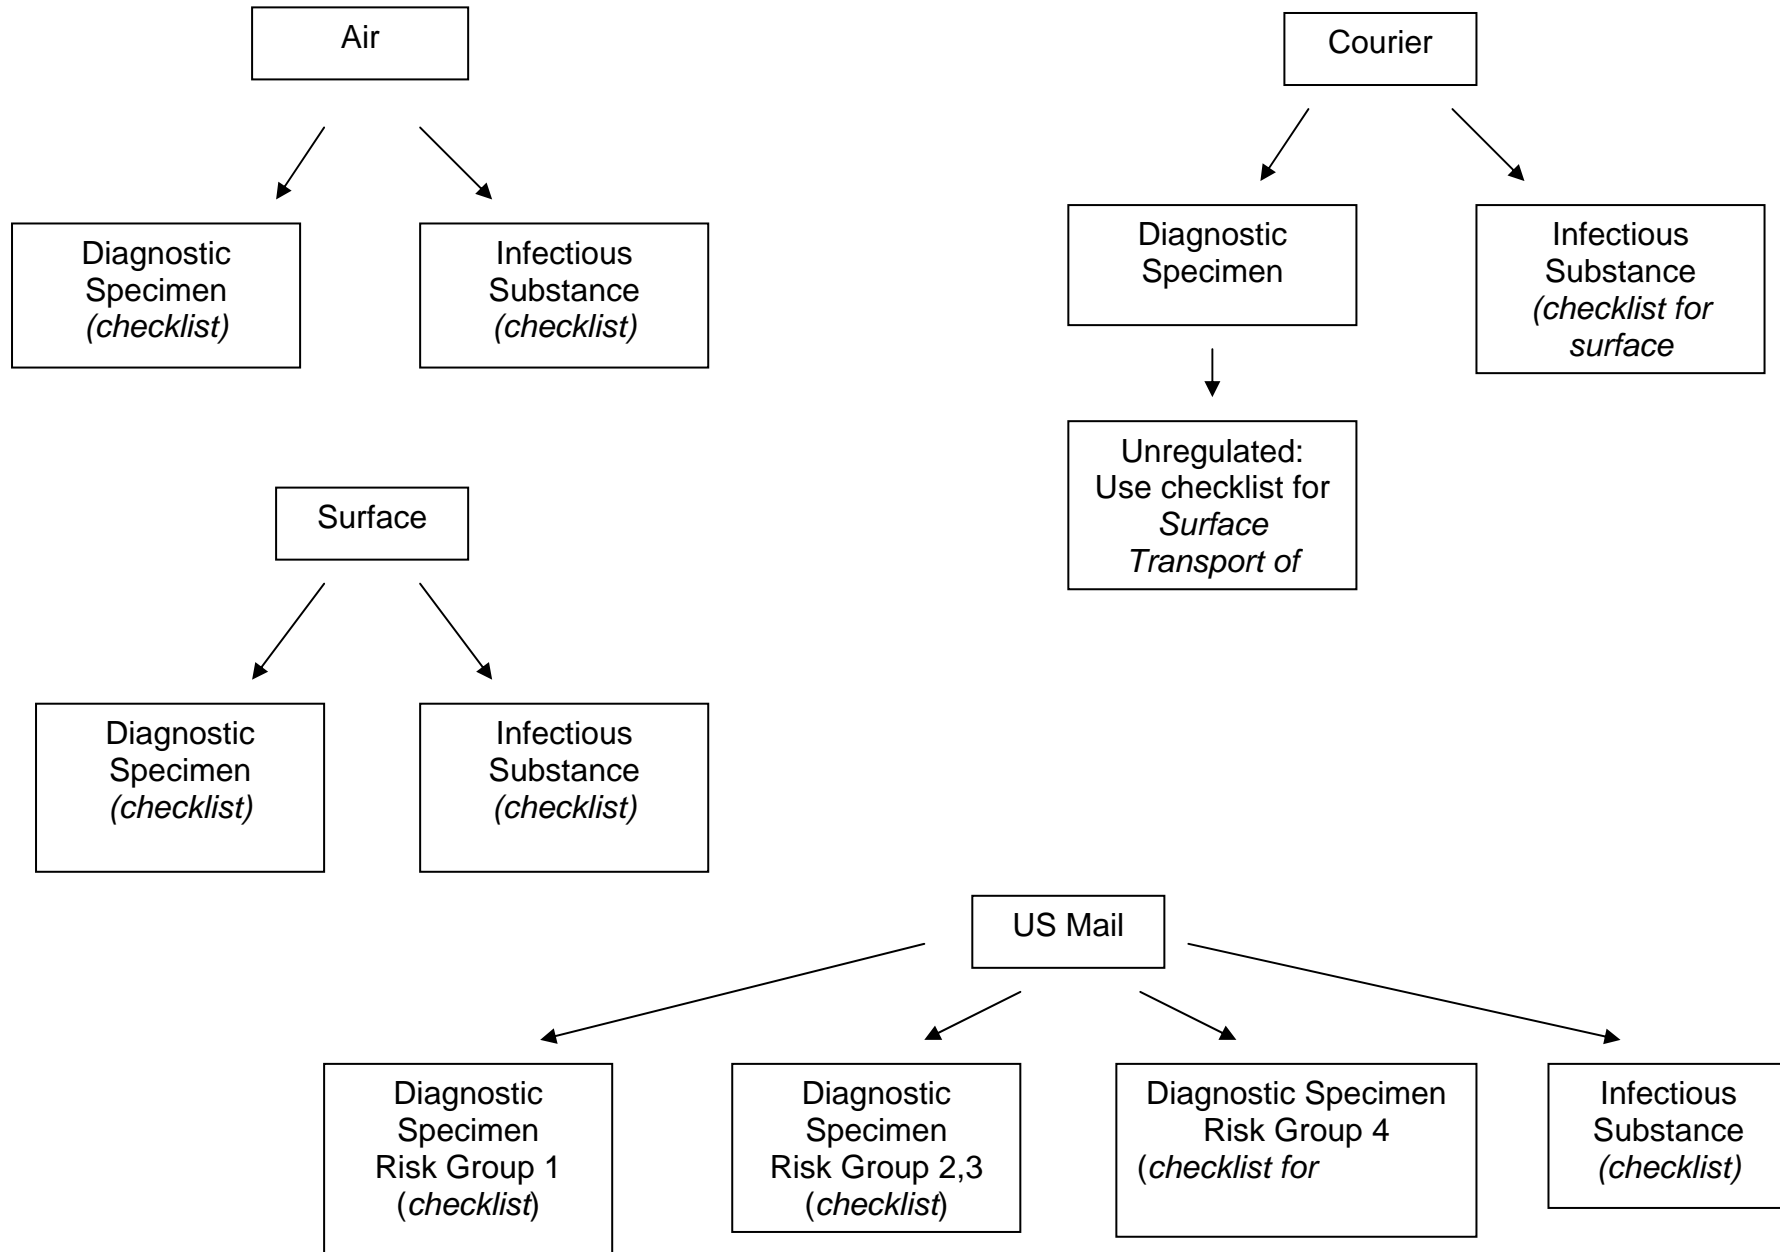 Air
Diagnostic
Specimen
(checklist)
Infectious
Substance
(checklist)
Courier
Diagnostic
Specimen
Infectious
Substance
(checklist for
surface
Unregulated:
Use checklist for
Surface
Transport of
Surface
Diagnostic
Specimen
(checklist)
Infectious
Substance
(checklist)
US Mail
Diagnostic
Specimen
Risk Group 1
(checklist)
Diagnostic
Specimen
Risk Group 2,3
(checklist)
Diagnostic Specimen
Risk Group 4
(checklist for
Infectious
Substance
(checklist)